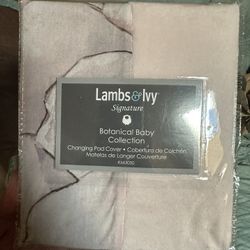 Lambs & Ivy
Signature
Botanical Baby
Collection
Changing Pad Cover • Cobertura de Colchón
Matelas de Langer Couverture